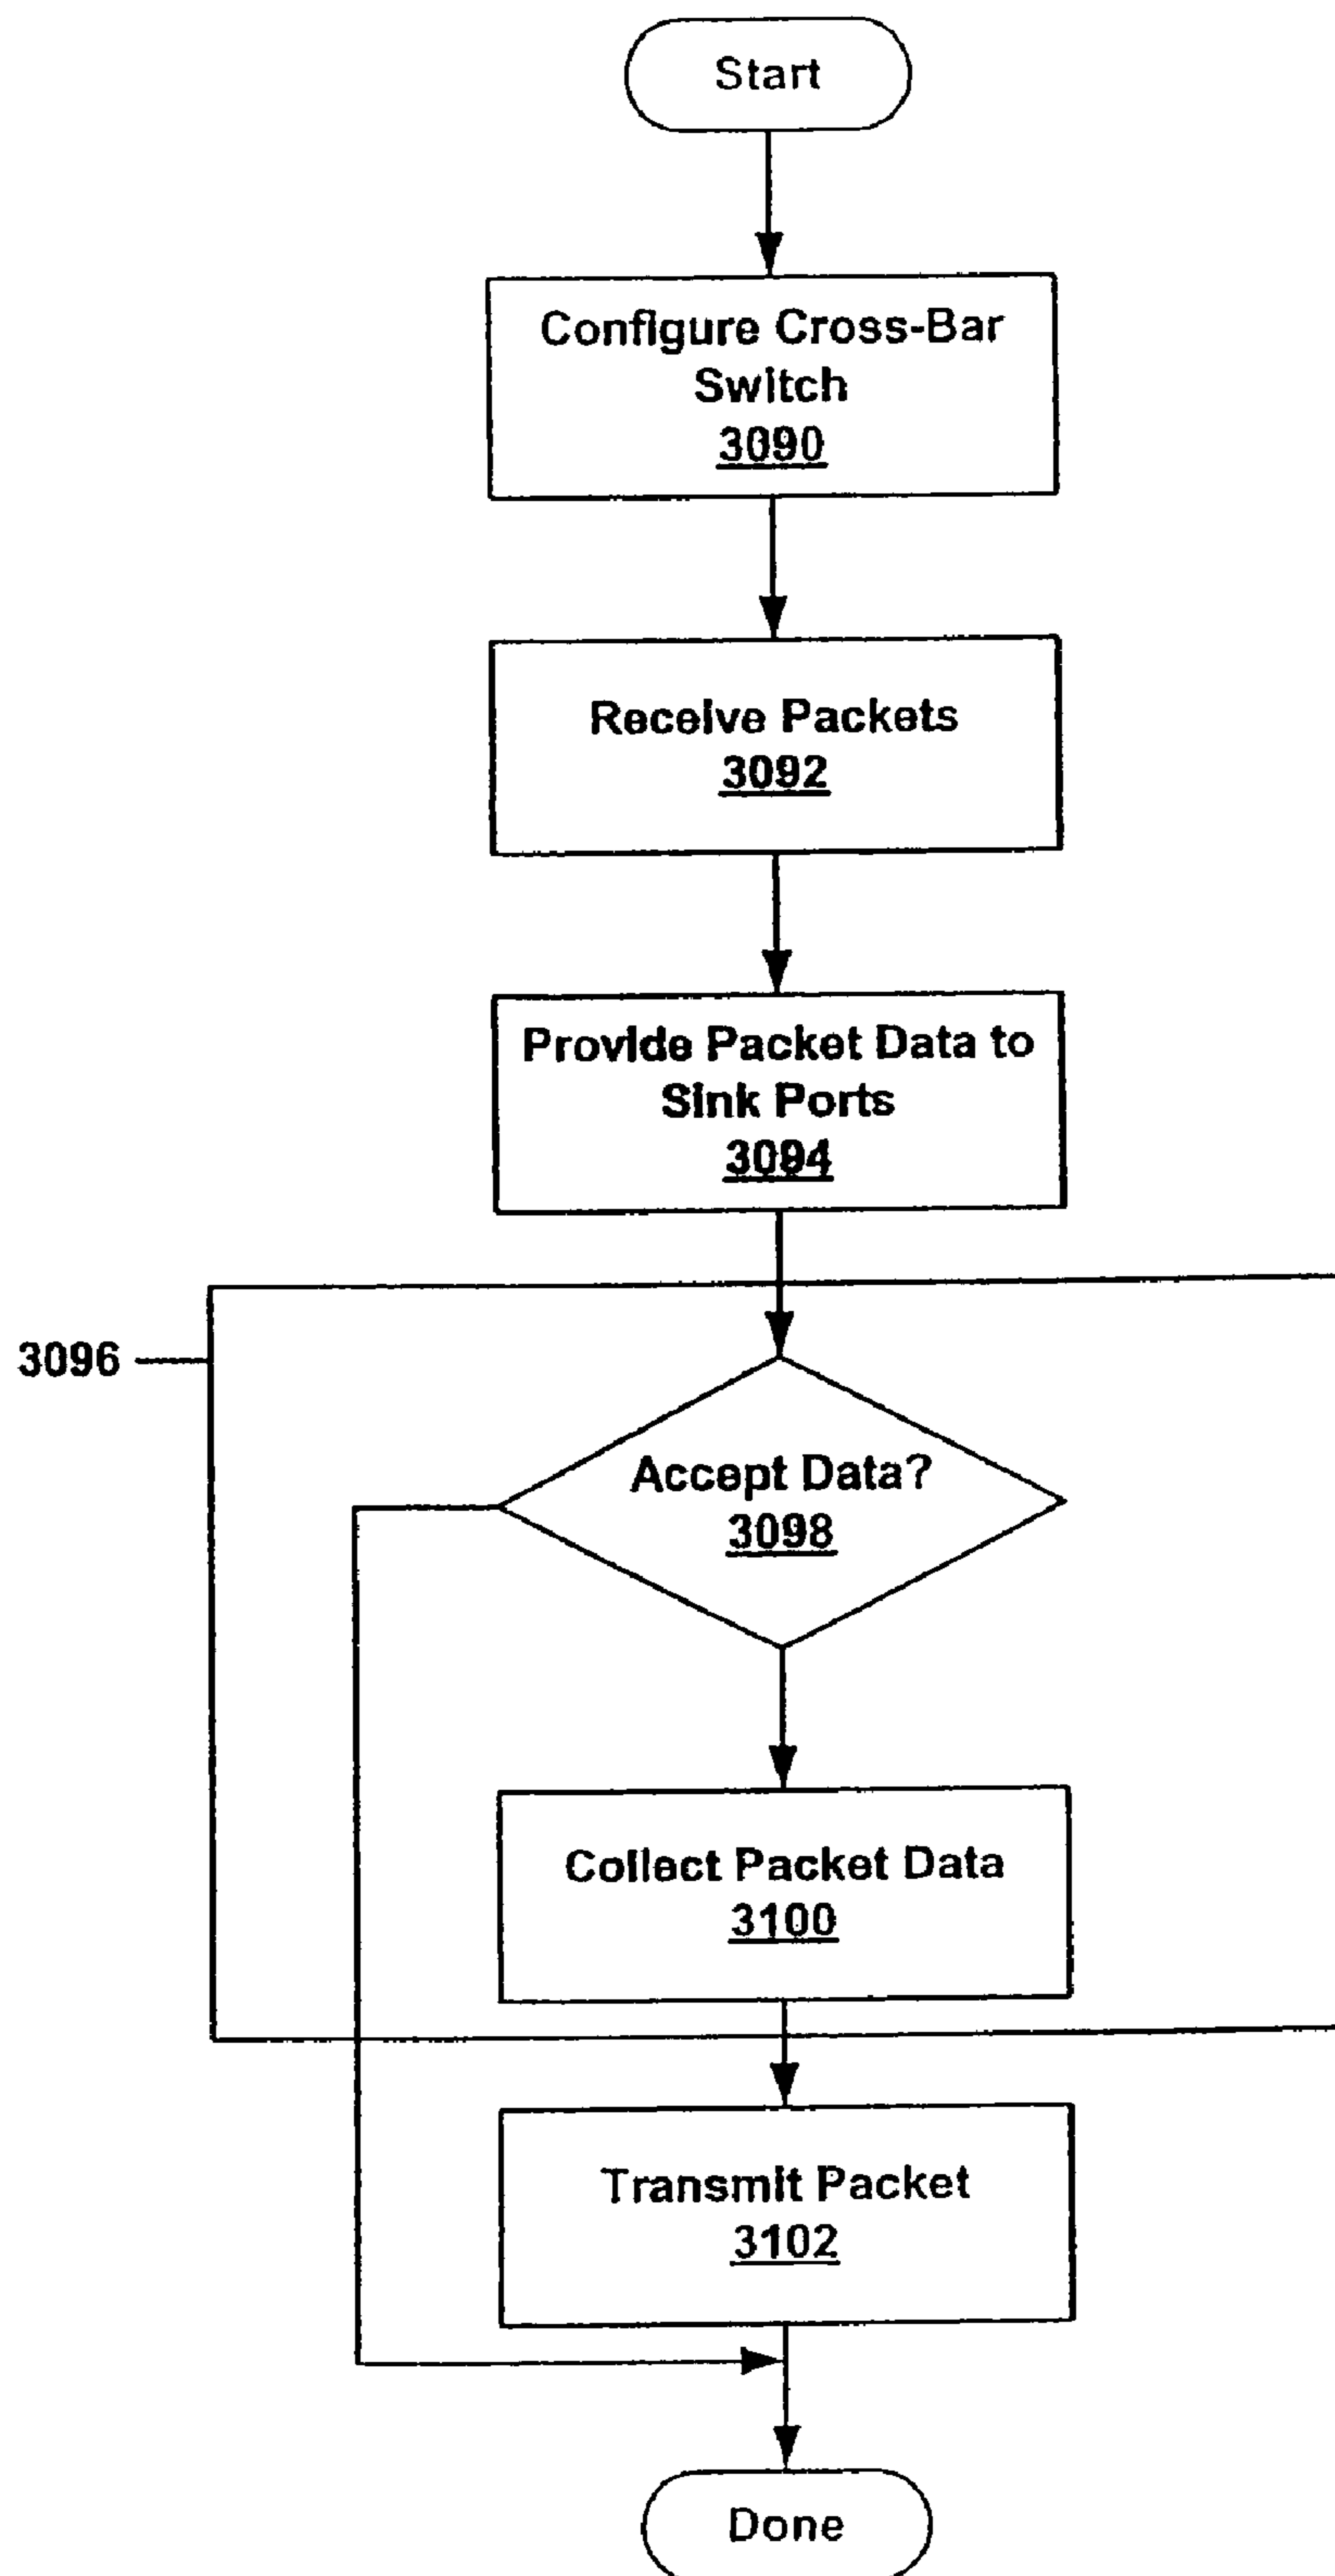 Start
Configure Cross-Bar
Switch
3090
Receive Packets
3092
Provide Packet Data to
Sink Ports
3094
3096
Accept Data?
3098
Collect Packet Data
3100
Transmit Packet
3102
Done